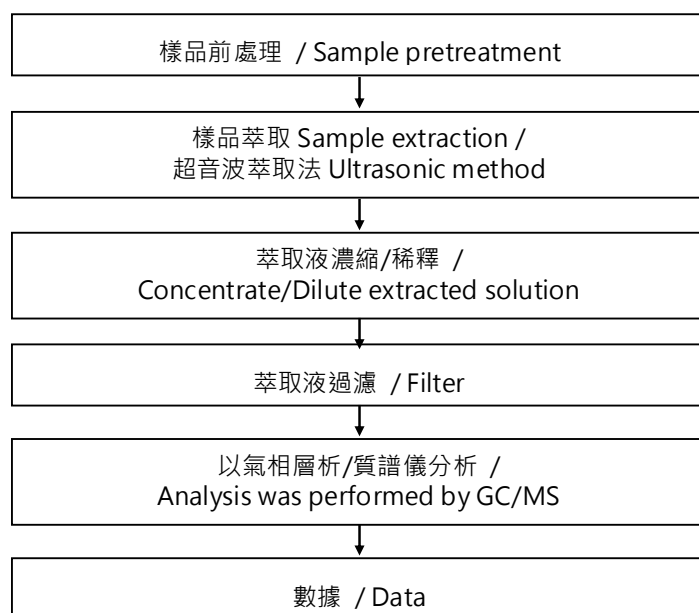 樣品前處理 / Sample pretreatment
樣品萃取 Sample extraction /
超音波萃取法 Ultrasonic method
萃取液濃縮/稀釋 /
Concentrate/Dilute extracted solution
萃取液過濾 / Filter
以氣相層析/質譜儀分析 /
Analysis was performed by GC/MS
數據 / Data